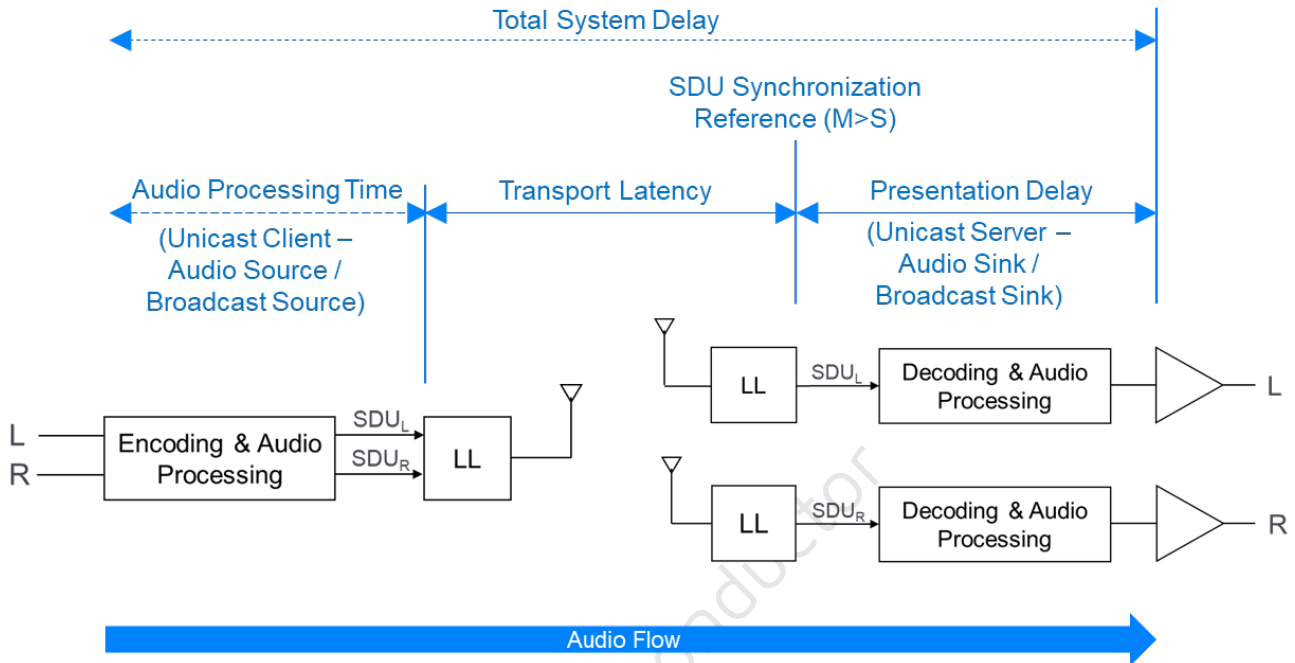 Total System Delay
SDU Synchronization
Reference (M>S)
Audio Processing Time
Transport Latency
Presentation Delay
(Unicast Client –
Audio Source /
Broadcast Source)
(Unicast Server –
Audio Sink /
Broadcast Sink)
L
R
Encoding & Audio
Processing
SDUL
SDUR
LL
LL
SDUL
Decoding & Audio
Processing
L
LL
SDUR
Decoding & Audio
Processing
R
Audio Flow